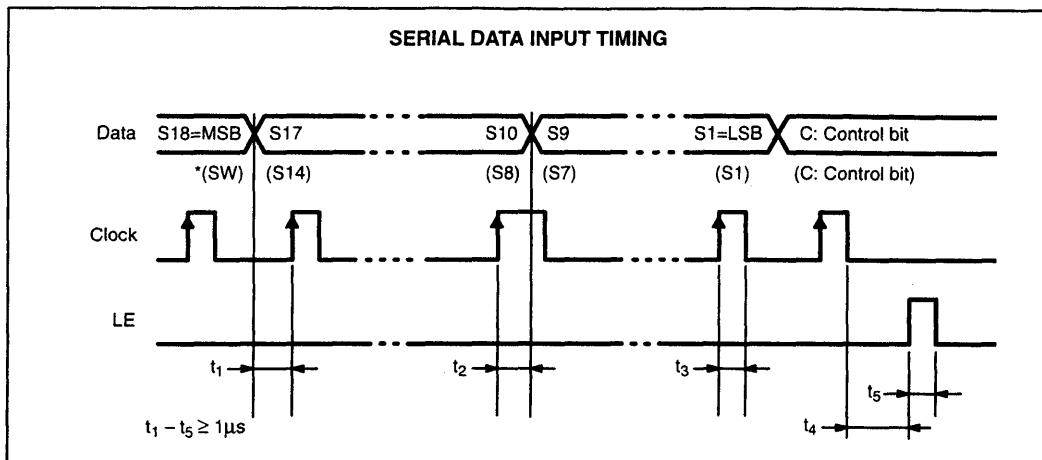 SERIAL DATA INPUT TIMING
Data S18=MSB S17 S10 S9 S1=LSB C: Control bit
*(SW) (S14) (S8) (S7) (S1) (C: Control bit)
Clock
LE
t1 t2 t3
t5
t4
t1 – t5 ≥ 1µs